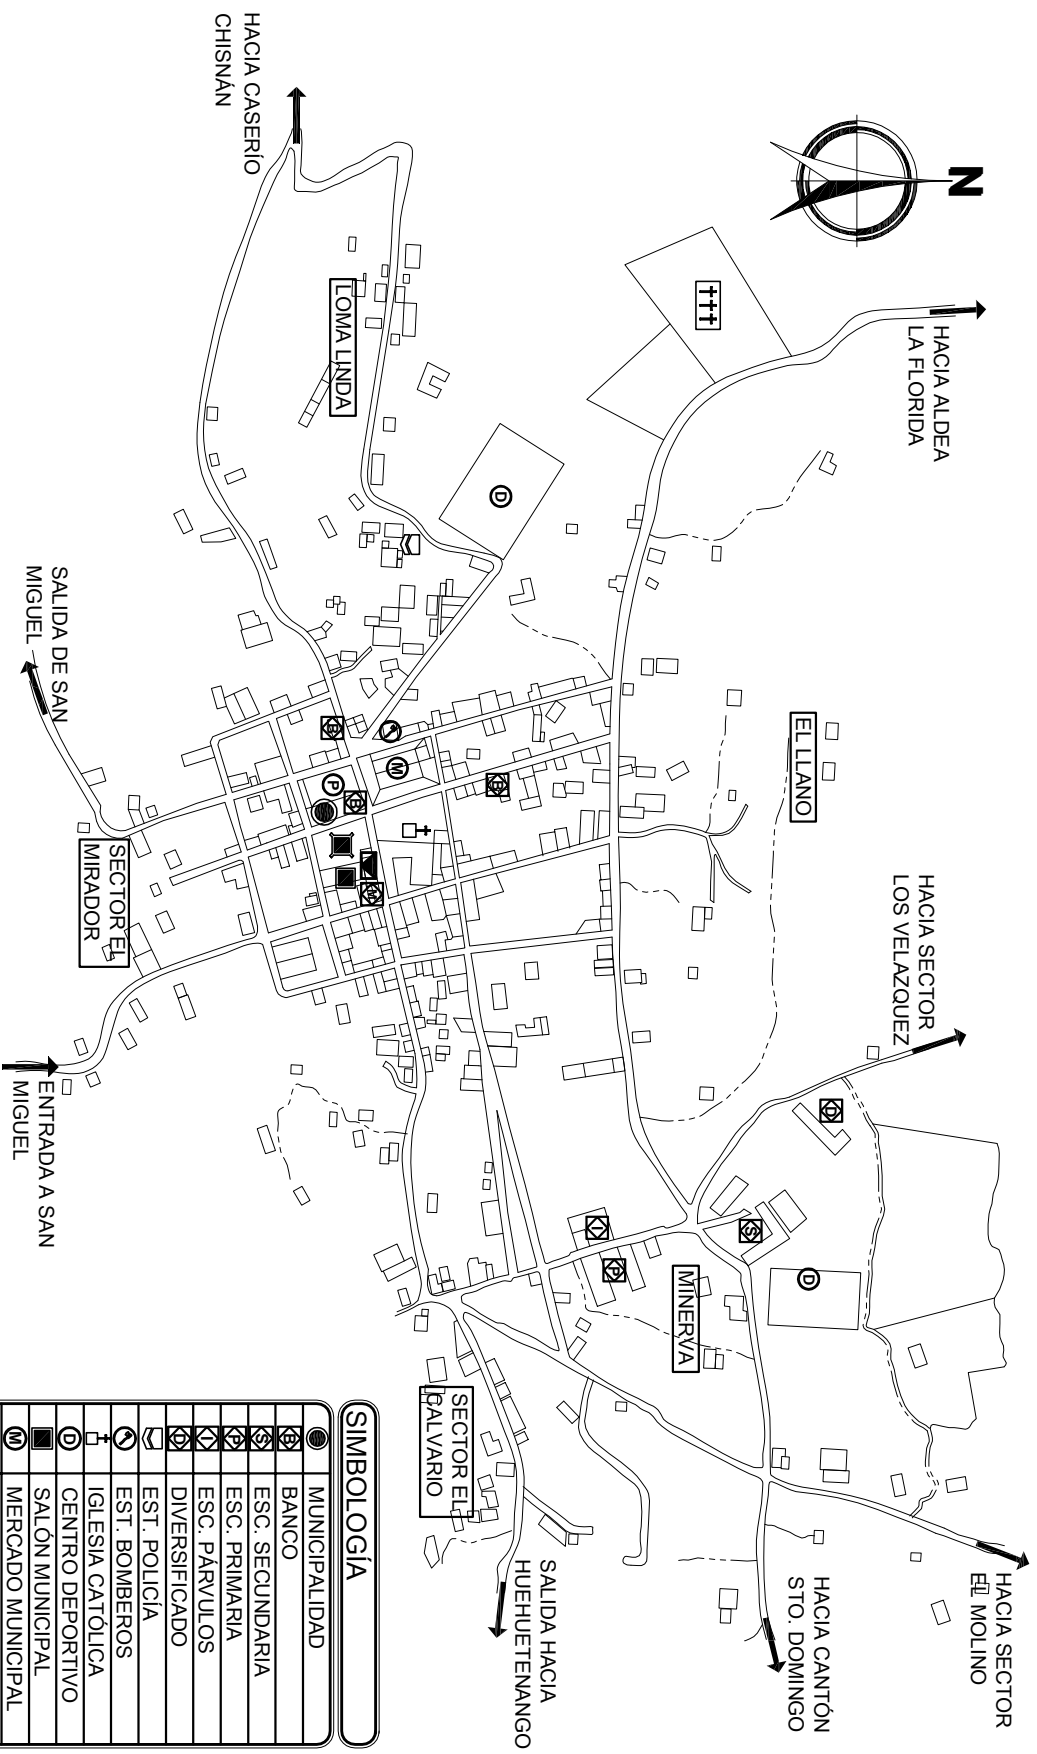 N
HACIA CASERÍO
CHISNÁN
HACIA ALDEA
LA FLORIDA
LOMA LINDA
D
SALIDA DE SAN
MIGUEL
EL LLANO
B
M
P
B
B
M
SECTOR EL
MIRADOR
HACIA SECTOR
LOS VELAZQUEZ
ENTRADA A SAN
MIGUEL
D
S
I
P
D
MINERVA
SECTOR EL
CALVARIO
HACIA SECTOR
EL MOLINO
HACIA CANTÓN
STO. DOMINGO
SALIDA HACIA
HUEHUETENANGO
SIMBOLOGÍA
MUNICIPALIDAD
B BANCO
S ESC. SECUNDARIA
P ESC. PRIMARIA
I ESC. PÁRVULOS
D DIVERSIFICADO
EST. POLICÍA
EST. BOMBEROS
IGLESIA CATÓLICA
D CENTRO DEPORTIVO
SALÓN MUNICIPAL
M MERCADO MUNICIPAL